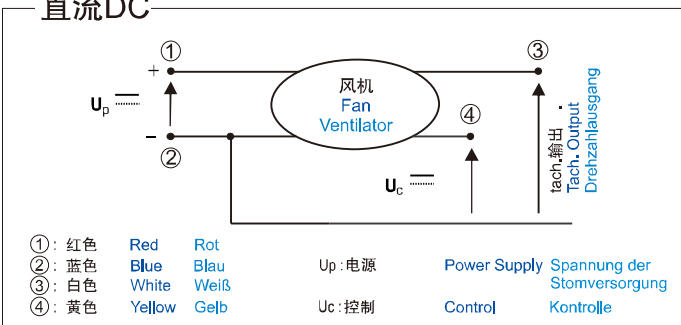 直流DC
① ③
+ 风机
Fan
Ventilator
④
Up
−
②
Uc
tach.输出
Tach. Output
Drehzahlausgang
①: 红色 Red Rot
②: 蓝色 Blue Blau Up:电源 Power Supply Spannung der
③: 白色 White Weiß Stomversorgung
④: 黄色 Yellow Gelb Uc:控制 Control Kontrolle